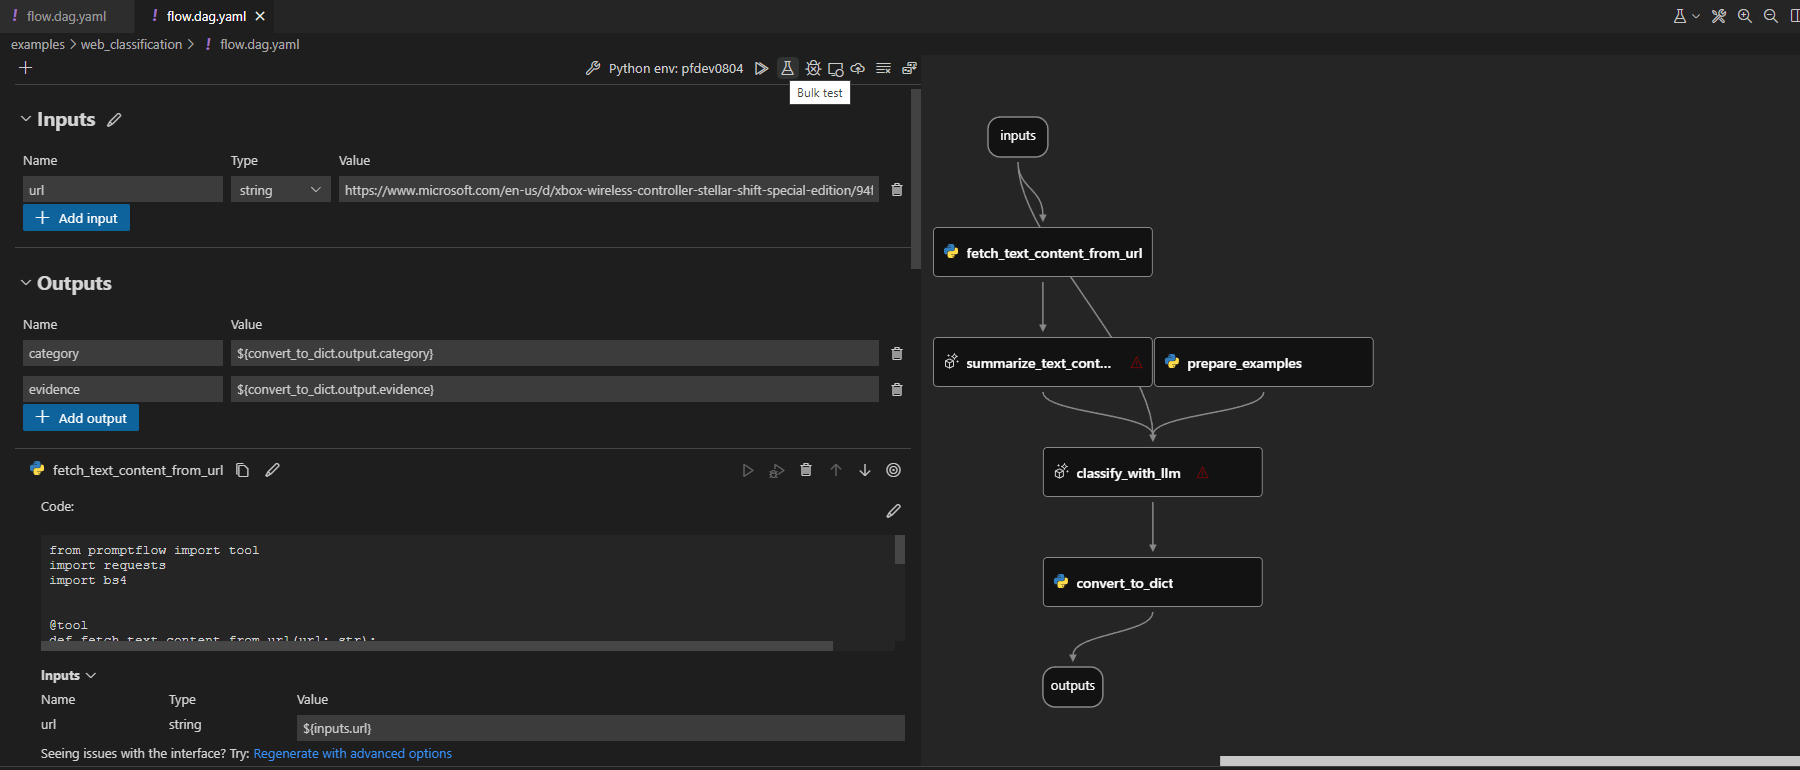 ! flow.dag.yaml
! flow.dag.yaml
examples > web_classification > ! flow.dag.yaml
Python env: pfdev0804
Bulk test
Inputs
Name Type Value
url string https://www.microsoft.com/en-us/d/xbox-wireless-controller-stellar-shift-special-edition/94f
+ Add input
Outputs
Name Value
category ${convert_to_dict.output.category}
evidence ${convert_to_dict.output.evidence}
+ Add output
fetch_text_content_from_url
Code:
from promptflow import tool
import requests
import bs4
@tool
def fetch_text_content_from_url(url: str):
Inputs
Name Type Value
url string ${inputs.url}
Seeing issues with the interface? Try: Regenerate with advanced options
inputs
fetch_text_content_from_url
summarize_text_cont...
prepare_examples
classify_with_llm
convert_to_dict
outputs